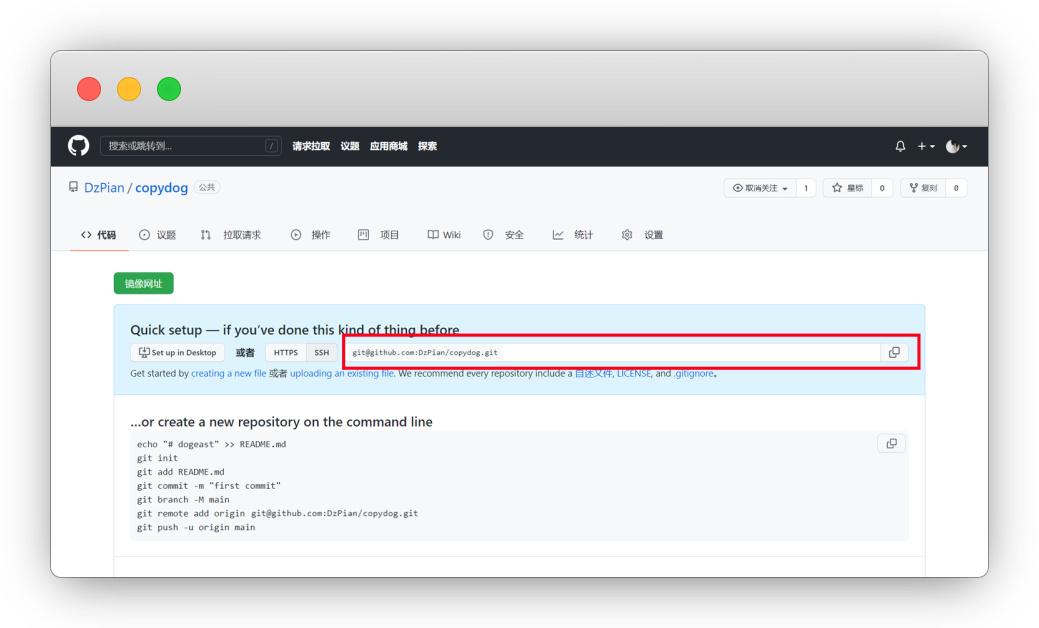 搜索或跳转到... / 请求拉取 议题 应用商城 探索
DzPian / copydog 公共 取消关注 1 星标 0 复刻 0
代码 议题 拉取请求 操作 项目 Wiki 安全 统计 设置
镜像网址
Quick setup — if you've done this kind of thing before
Set up in Desktop 或者 HTTPS SSH git@github.com:DzPian/copydog.git
Get started by creating a new file 或者 uploading an existing file. We recommend every repository include a 自述文件, LICENSE, and .gitignore。
...or create a new repository on the command line
echo "# dogeast" >> README.md
git init
git add README.md
git commit -m "first commit"
git branch -M main
git remote add origin git@github.com:DzPian/copydog.git
git push -u origin main